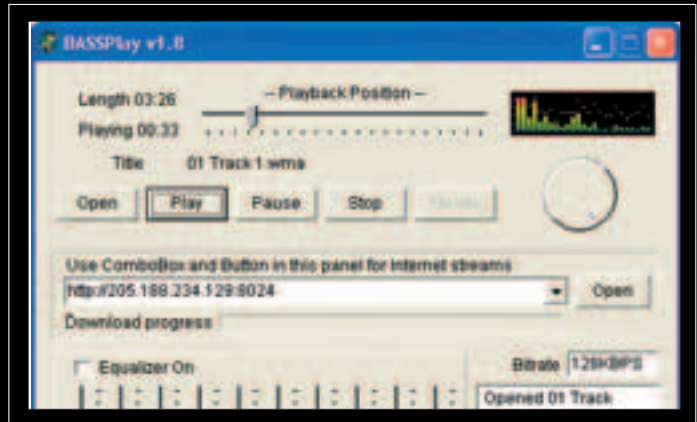 BASSPlay v1.8
Length 03:26
-- Playback Position --
Playing 00:33
Title 01 Track 1.wma
Open Play Pause Stop
Use ComboBox and Button in this panel for Internet streams
http://205.188.234.129:8024
Open
Download progress
Equalizer On
Bitrate 128KBPS
Opened 01 Track